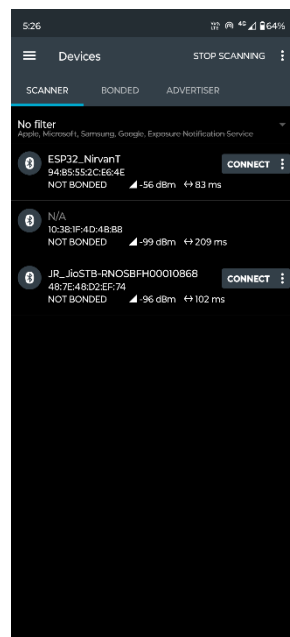 5:26
4G 64%
Devices STOP SCANNING
SCANNER BONDED ADVERTISER
No filter
Apple, Microsoft, Samsung, Google, Exposure Notification Service
ESP32_NirvanT
94:B5:55:2C:E6:4E
CONNECT
NOT BONDED -56 dBm ↔ 83 ms
N/A
10:38:1F:4D:4B:B8
NOT BONDED -99 dBm ↔ 209 ms
JR_JioSTB-RNOSBFH00010868
48:7E:48:D2:EF:74
CONNECT
NOT BONDED -96 dBm ↔ 102 ms